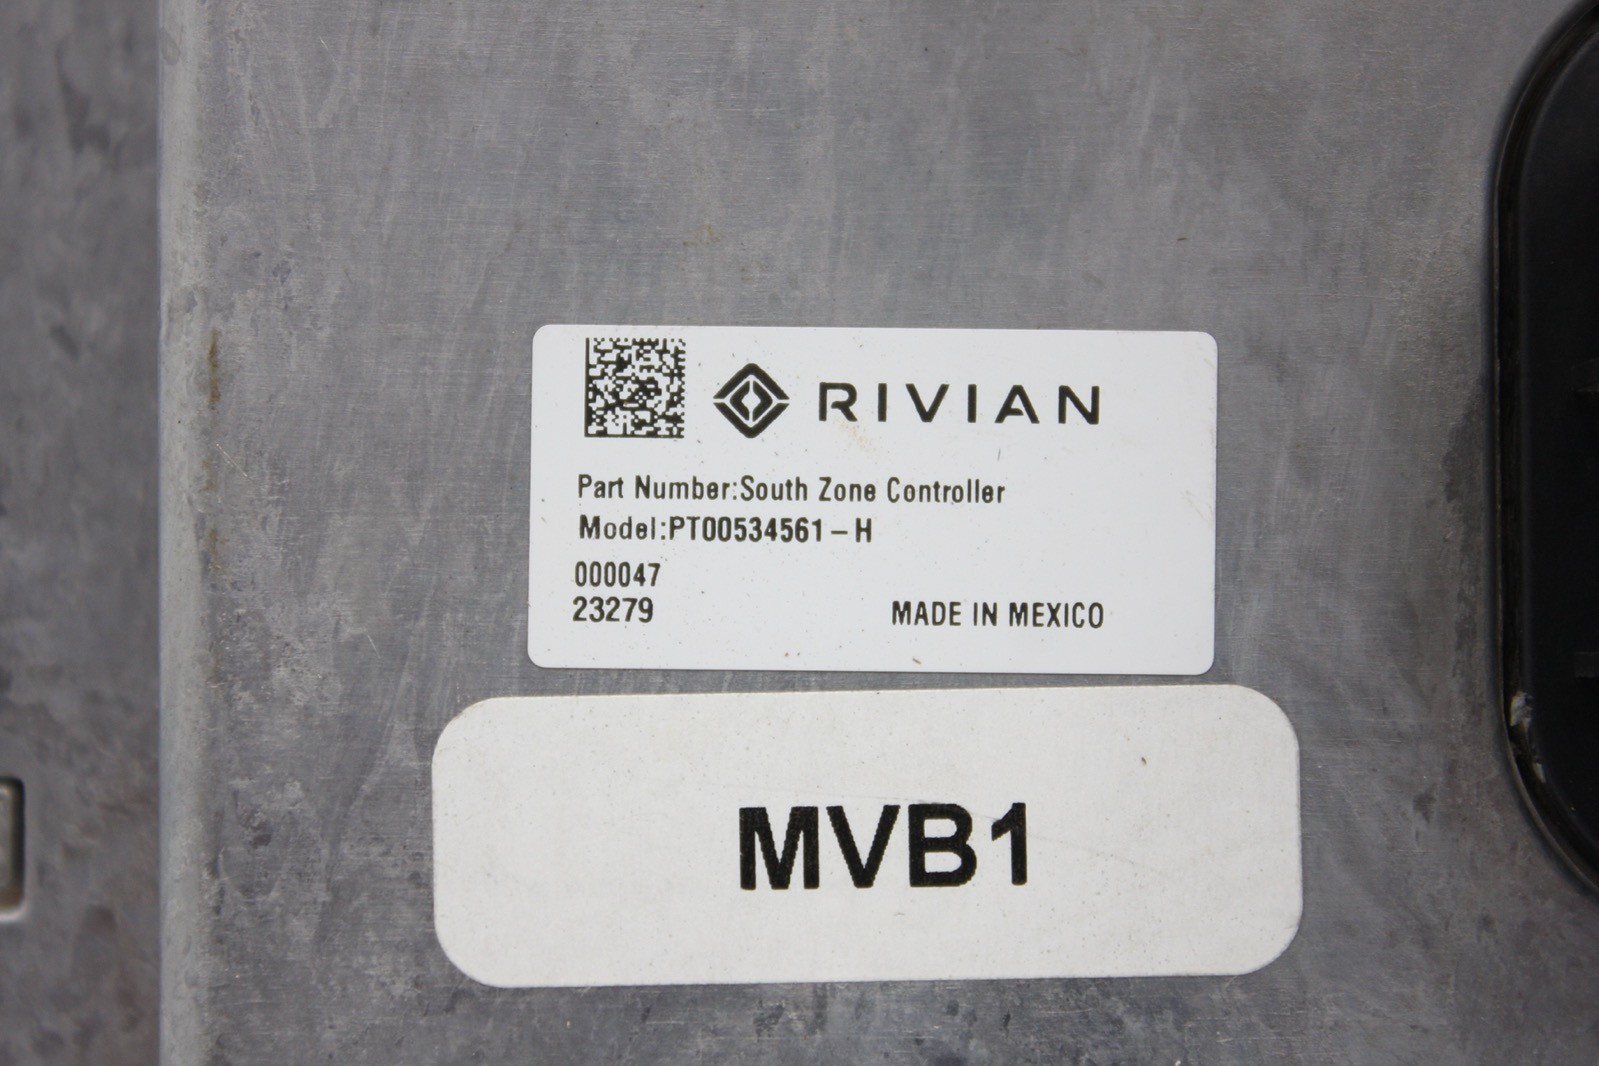 RIVIAN
Part Number:South Zone Controller
Model:PT00534561-H
000047
23279 MADE IN MEXICO
MVB1